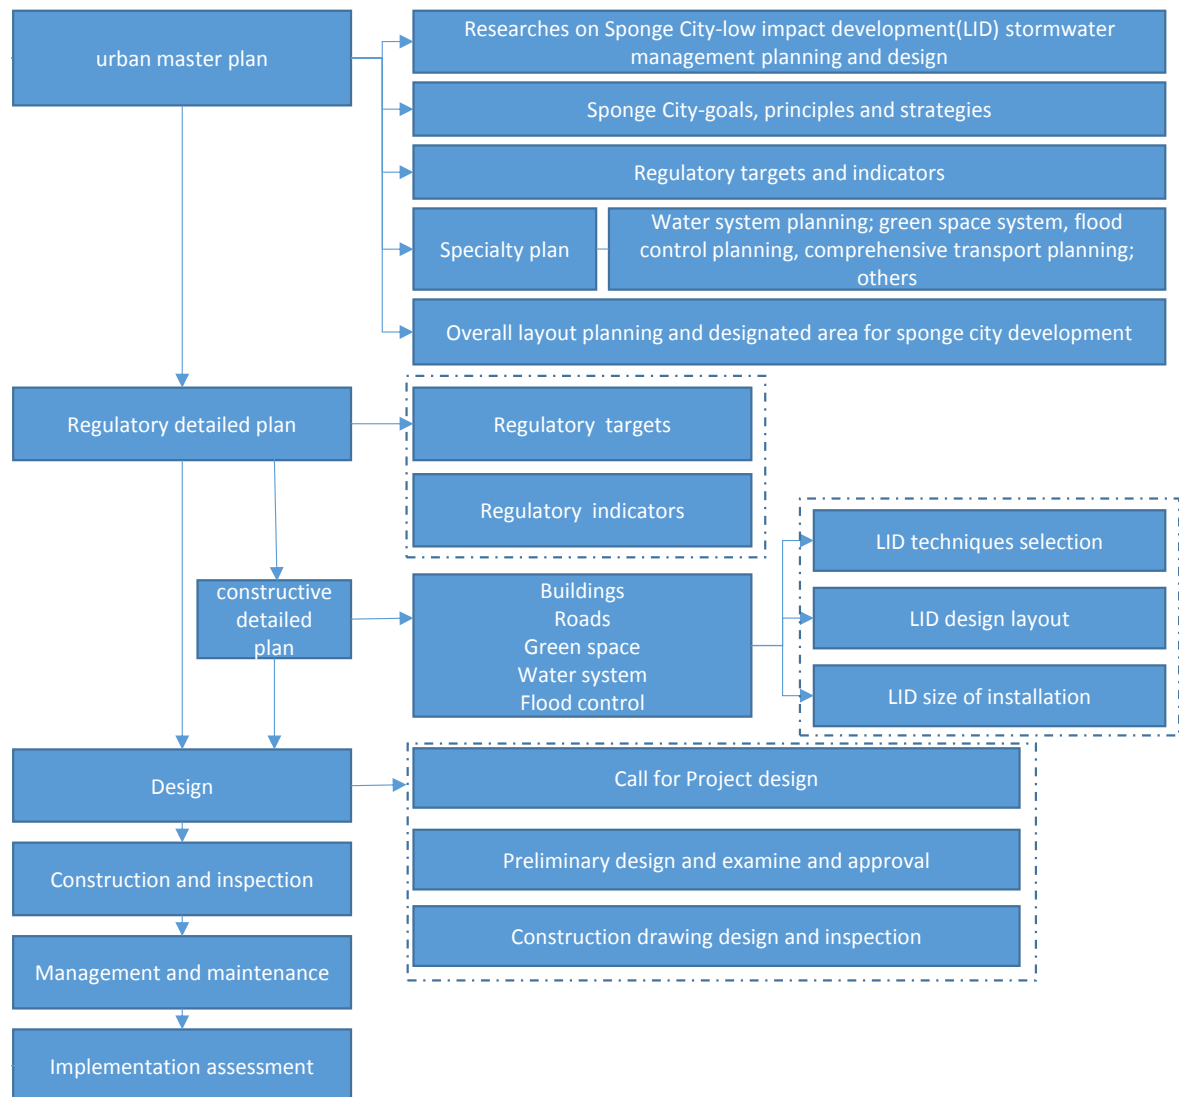 urban master plan
Researches on Sponge City-low impact development(LID) stormwater
management planning and design
Sponge City-goals, principles and strategies
Regulatory targets and indicators
Specialty plan
Water system planning; green space system, flood
control planning, comprehensive transport planning;
others
Overall layout planning and designated area for sponge city development
Regulatory detailed plan
Regulatory targets
Regulatory indicators
constructive
detailed
plan
Buildings
Roads
Green space
Water system
Flood control
LID techniques selection
LID design layout
LID size of installation
Design
Call for Project design
Preliminary design and examine and approval
Construction drawing design and inspection
Construction and inspection
Management and maintenance
Implementation assessment